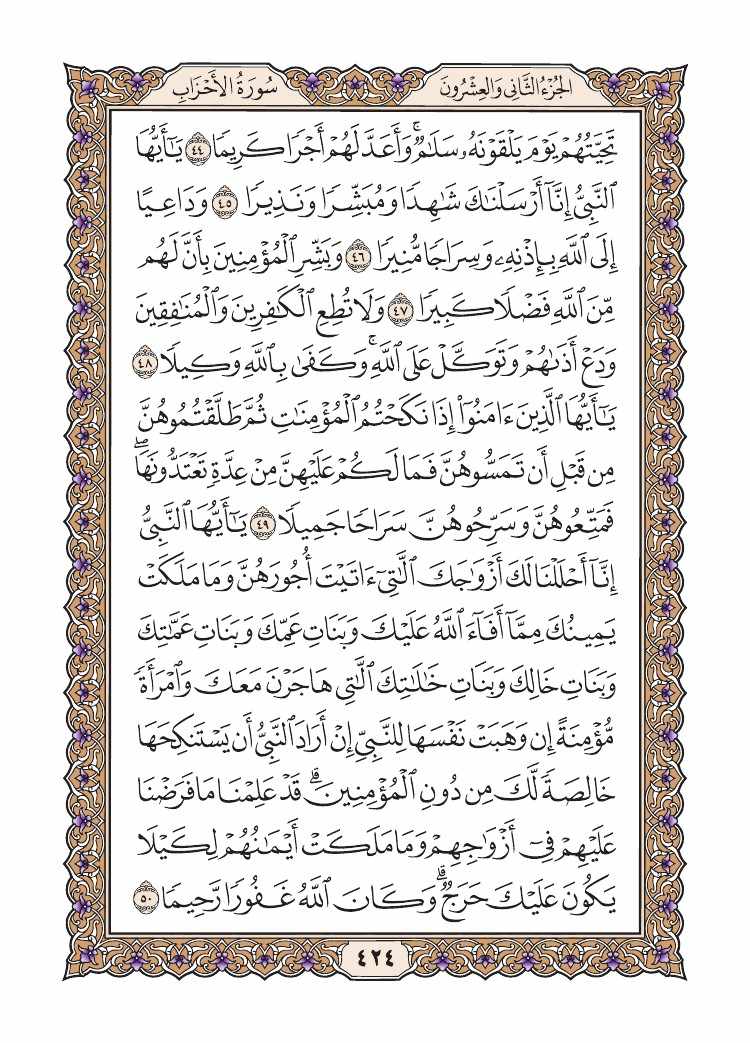 الجُزْءُ الثَّانِي وَالعِشْرُونَ
سُورَةُ الأَحْزَابِ
تَحِيَّتُهُمْ يَوْمَ يَلْقَوْنَهُۥ سَلَٰمٌۚ وَأَعَدَّ لَهُمْ أَجْرًا كَرِيمًا ٤٤ يَٰٓأَيُّهَا
ٱلنَّبِيُّ إِنَّآ أَرْسَلْنَٰكَ شَٰهِدًا وَمُبَشِّرًا وَنَذِيرًا ٤٥ وَدَاعِيًا
إِلَى ٱللَّهِ بِإِذْنِهِۦ وَسِرَاجًا مُّنِيرًا ٤٦ وَبَشِّرِ ٱلْمُؤْمِنِينَ بِأَنَّ لَهُم
مِّنَ ٱللَّهِ فَضْلًا كَبِيرًا ٤٧ وَلَا تُطِعِ ٱلْكَٰفِرِينَ وَٱلْمُنَٰفِقِينَ
وَدَعْ أَذَىٰهُمْ وَتَوَكَّلْ عَلَى ٱللَّهِۚ وَكَفَىٰ بِٱللَّهِ وَكِيلًا ٤٨
يَٰٓأَيُّهَا ٱلَّذِينَ ءَامَنُوٓا۟ إِذَا نَكَحْتُمُ ٱلْمُؤْمِنَٰتِ ثُمَّ طَلَّقْتُمُوهُنَّ
مِن قَبْلِ أَن تَمَسُّوهُنَّ فَمَا لَكُمْ عَلَيْهِنَّ مِنْ عِدَّةٍ تَعْتَدُّونَهَاۖ
فَمَتِّعُوهُنَّ وَسَرِّحُوهُنَّ سَرَاحًا جَمِيلًا ٤٩ يَٰٓأَيُّهَا ٱلنَّبِيُّ
إِنَّآ أَحْلَلْنَا لَكَ أَزْوَٰجَكَ ٱلَّٰتِىٓ ءَاتَيْتَ أُجُورَهُنَّ وَمَا مَلَكَتْ
يَمِينُكَ مِمَّآ أَفَآءَ ٱللَّهُ عَلَيْكَ وَبَنَاتِ عَمِّكَ وَبَنَاتِ عَمَّٰتِكَ
وَبَنَاتِ خَالِكَ وَبَنَاتِ خَٰلَٰتِكَ ٱلَّٰتِى هَاجَرْنَ مَعَكَ وَٱمْرَأَةً
مُّؤْمِنَةً إِن وَهَبَتْ نَفْسَهَا لِلنَّبِيِّ إِنْ أَرَادَ ٱلنَّبِيُّ أَن يَسْتَنكِحَهَا
خَالِصَةً لَّكَ مِن دُونِ ٱلْمُؤْمِنِينَۗ قَدْ عَلِمْنَا مَا فَرَضْنَا
عَلَيْهِمْ فِىٓ أَزْوَٰجِهِمْ وَمَا مَلَكَتْ أَيْمَٰنُهُمْ لِكَيْلَا
يَكُونَ عَلَيْكَ حَرَجٌۗ وَكَانَ ٱللَّهُ غَفُورًا رَّحِيمًا ٥٠
٤٢٤